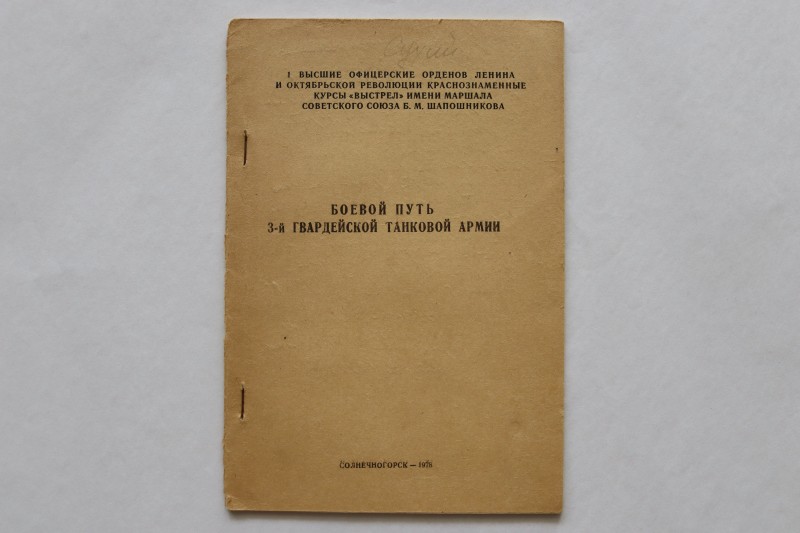 1 ВЫСШИЕ ОФИЦЕРСКИЕ ОРДЕНОВ ЛЕНИНА
И ОКТЯБРЬСКОЙ РЕВОЛЮЦИИ КРАСНОЗНАМЕННЫЕ
КУРСЫ «ВЫСТРЕЛ» ИМЕНИ МАРШАЛА
СОВЕТСКОГО СОЮЗА Б. М. ШАПОШНИКОВА
БОЕВОЙ ПУТЬ
3-й ГВАРДЕЙСКОЙ ТАНКОВОЙ АРМИИ
СОЛНЕЧНОГОРСК —